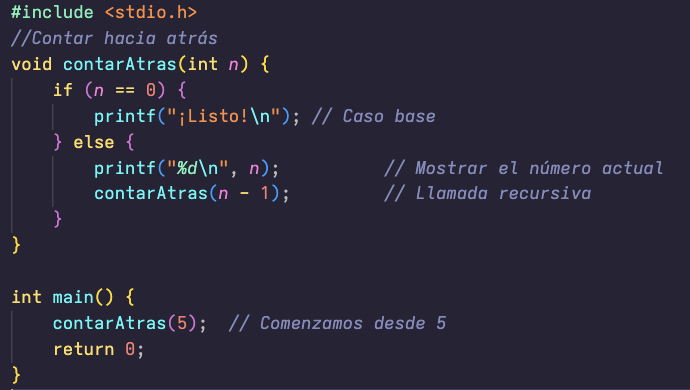 #include <stdio.h>
//Contar hacia atrás
void contarAtras(int n) {
    if (n == 0) {
        printf("¡Listo!\n"); // Caso base
    } else {
        printf("%d\n", n);          // Mostrar el número actual
        contarAtras(n - 1);         // Llamada recursiva
    }
}

int main() {
    contarAtras(5);  // Comenzamos desde 5
    return 0;
}